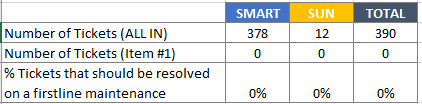 SMART SUN TOTAL
Number of Tickets (ALL IN) 378 12 390
Number of Tickets (Item #1) 0 0 0
% Tickets that should be resolved
on a firstline maintenance 0% 0% 0%